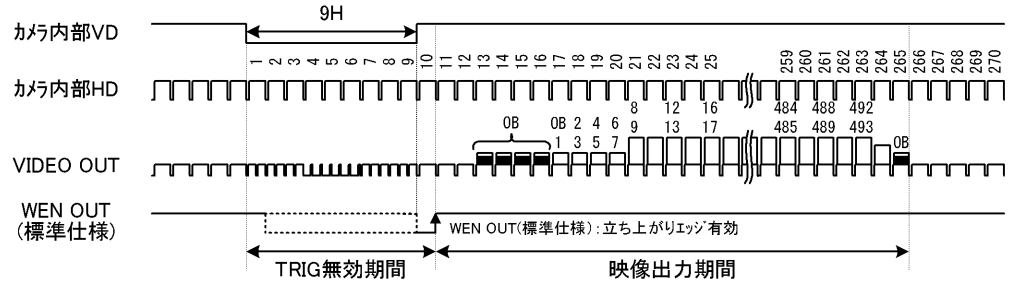 9H
カメラ内部VD
1 2 3 4 5 6 7 8 9 10 11 12 13 14 15 16 17 18 19 20 21 22 23 24 25 259 260 261 262 263 264 265 266 267 268 269 270
カメラ内部HD
8 12 16 484 488 492
OB OB 2 4 6 9 13 17 485 489 493 OB
1 3 5 7
VIDEO OUT
WEN OUT
(標準仕様)
WEN OUT(標準仕様):立ち上がりエッジ有効
TRIG無効期間
映像出力期間